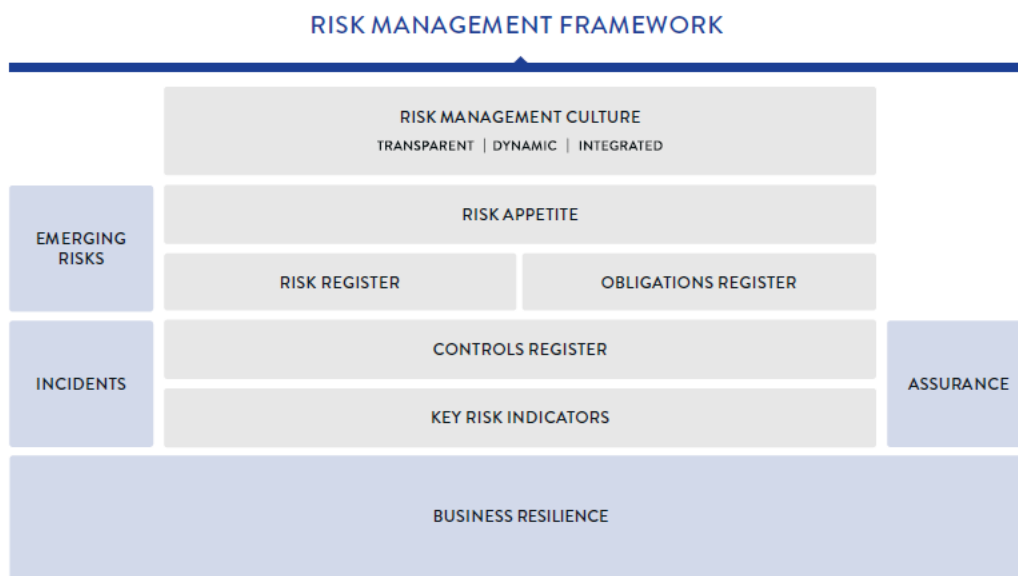 RISK MANAGEMENT FRAMEWORK
RISK MANAGEMENT CULTURE
TRANSPARENT | DYNAMIC | INTEGRATED
EMERGING
RISKS
RISK APPETITE
RISK REGISTER
OBLIGATIONS REGISTER
INCIDENTS
CONTROLS REGISTER
KEY RISK INDICATORS
ASSURANCE
BUSINESS RESILIENCE